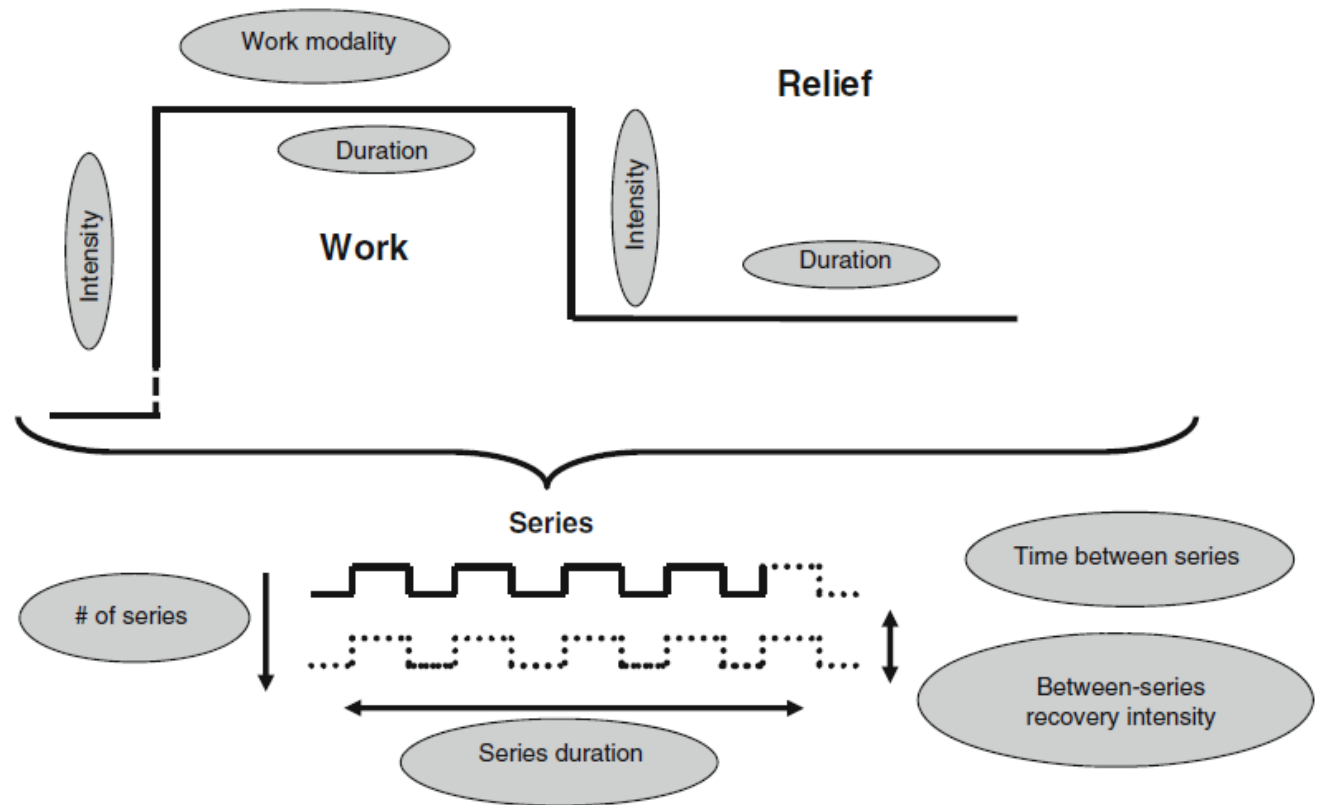 Work modality
Relief
Duration
Intensity
Intensity
Work
Duration
Series
Time between series
# of series
Between-series
recovery intensity
Series duration